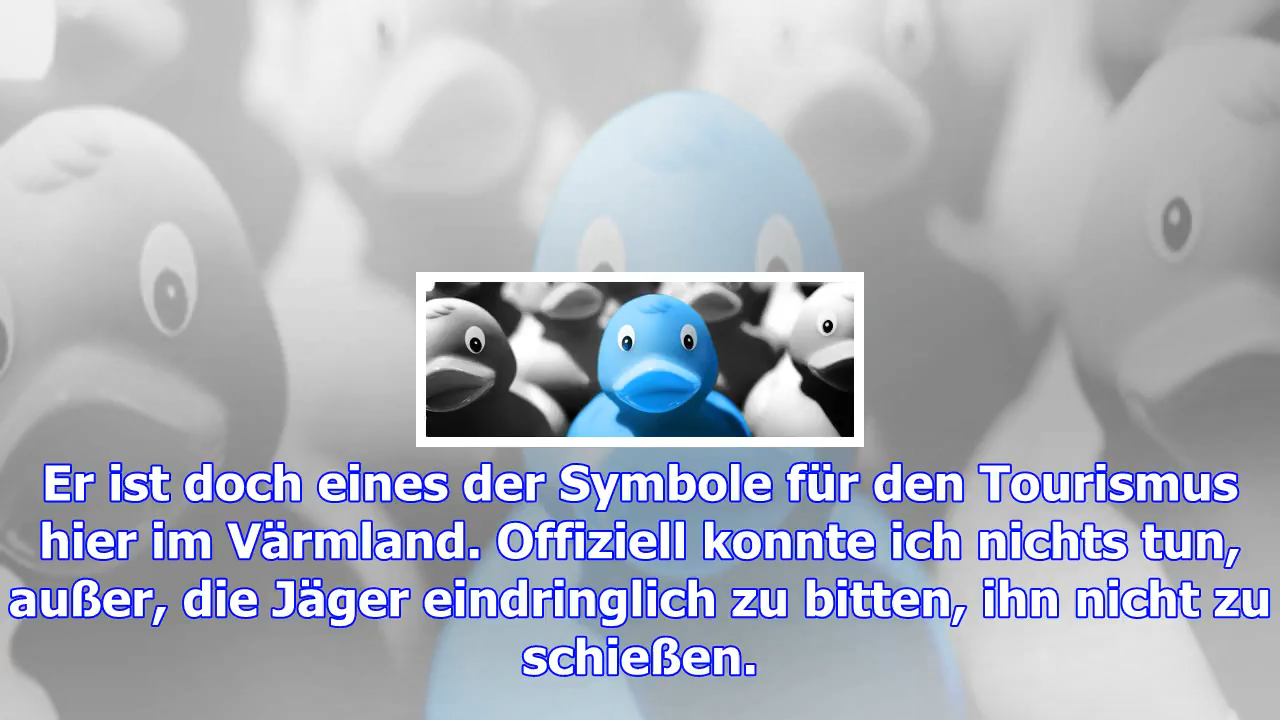 Er ist doch eines der Symbole für den Tourismus
hier im Värmland. Offiziell konnte ich nichts tun,
außer, die Jäger eindringlich zu bitten, ihn nicht zu
schießen.